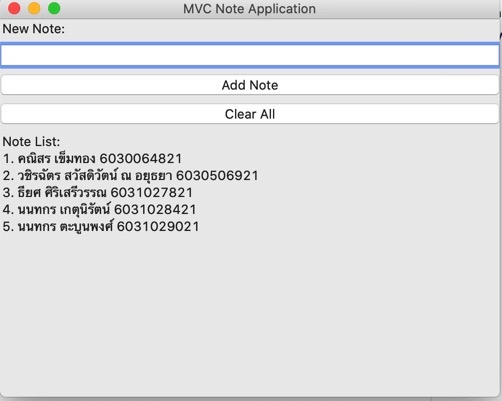 MVC Note Application
New Note:
Add Note
Clear All
Note List:
1. คณิสร เข็มทอง 6030064821
2. วชิรฉัตร สวัสดิวัตน์ ณ อยุธยา 6030506921
3. ธียศ ศิริเสรีวรรณ 6031027821
4. นนทกร เกตุนิรัตน์ 6031028421
5. นนทกร ตะบูนพงศ์ 6031029021